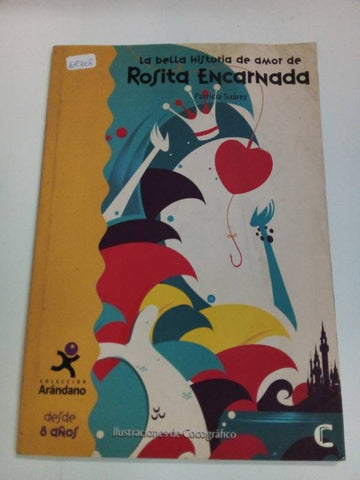 La bella historia de amor de
Rosita Encarnada
Patricia Suárez
COLECCIÓN
Arándano
desde
8 años
Ilustraciones de Cocográfico
C